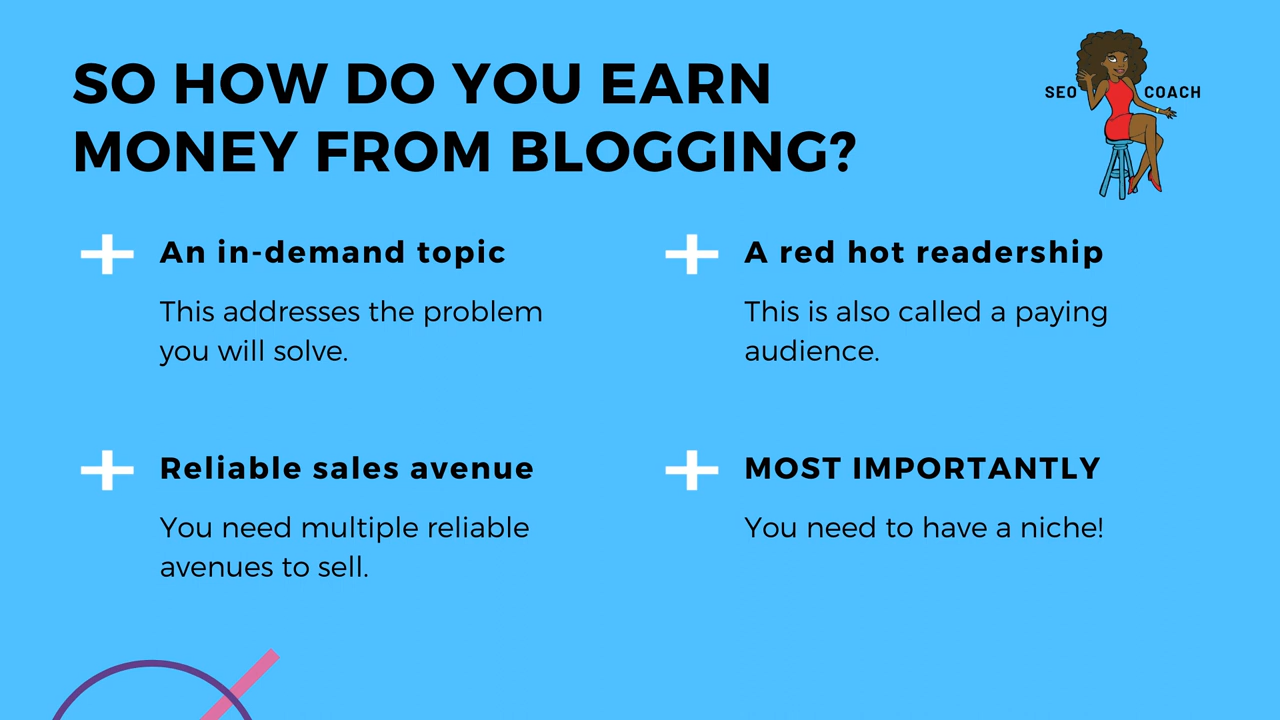 SO HOW DO YOU EARN
MONEY FROM BLOGGING?
SEO COACH
An in-demand topic
This addresses the problem
you will solve.
A red hot readership
This is also called a paying
audience.
Reliable sales avenue
You need multiple reliable
avenues to sell.
MOST IMPORTANTLY
You need to have a niche!